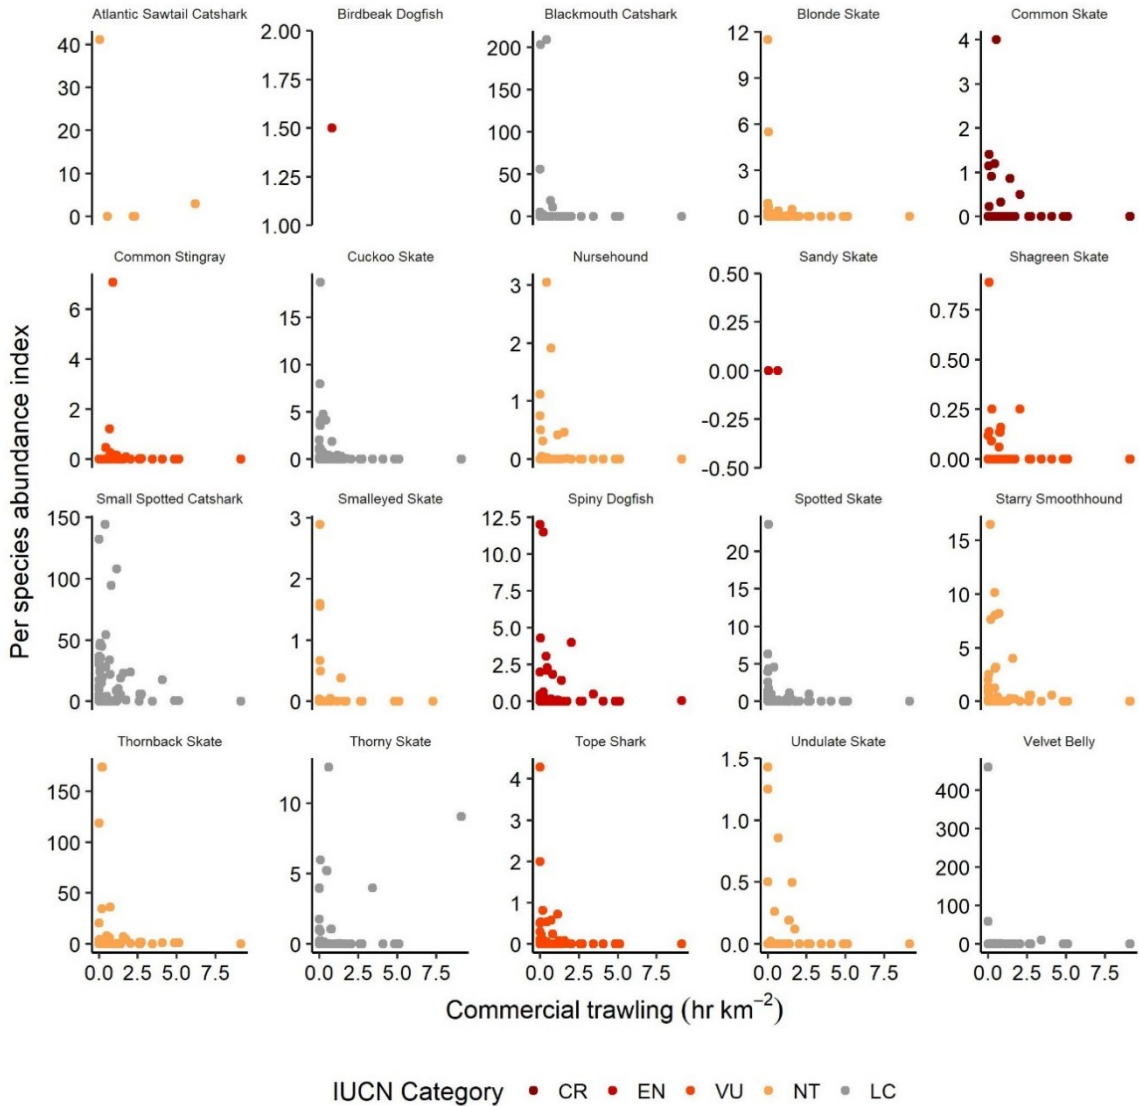 Atlantic Sawtail Catshark Birdbeak Dogfish Blackmouth Catshark Blonde Skate Common Skate
40 2.00 200 12 4
30 1.75 150 9 3
20 1.50 100 6 2
10 1.25 50 3 1
0 1.00 0 0 0
Common Stingray Cuckoo Skate Nursehound Sandy Skate Shagreen Skate
6 15 3 0.50 0.75
4 10 2 0.25 0.50
2 5 1 0.00 0.25
0 0 0 -0.25 0.00
-0.50
Per species abundance index
Small Spotted Catshark Smalleyed Skate Spiny Dogfish Spotted Skate Starry Smoothhound
150 3 12.5 20 15
100 2 10.0 15 10
50 1 7.5 10 5
0 0 5.0 5 0
2.5 0
0.0
Thornback Skate Thorny Skate Tope Shark Undulate Skate Velvet Belly
150 10 4 1.5 400
100 5 3 1.0 300
50 0 2 0.5 200
0 1 0.0 100
0 0
0.0 2.5 5.0 7.5 0.0 2.5 5.0 7.5 0.0 2.5 5.0 7.5 0.0 2.5 5.0 7.5 0.0 2.5 5.0 7.5
Commercial trawling (hr km⁻²)
IUCN Category CR EN VU NT LC